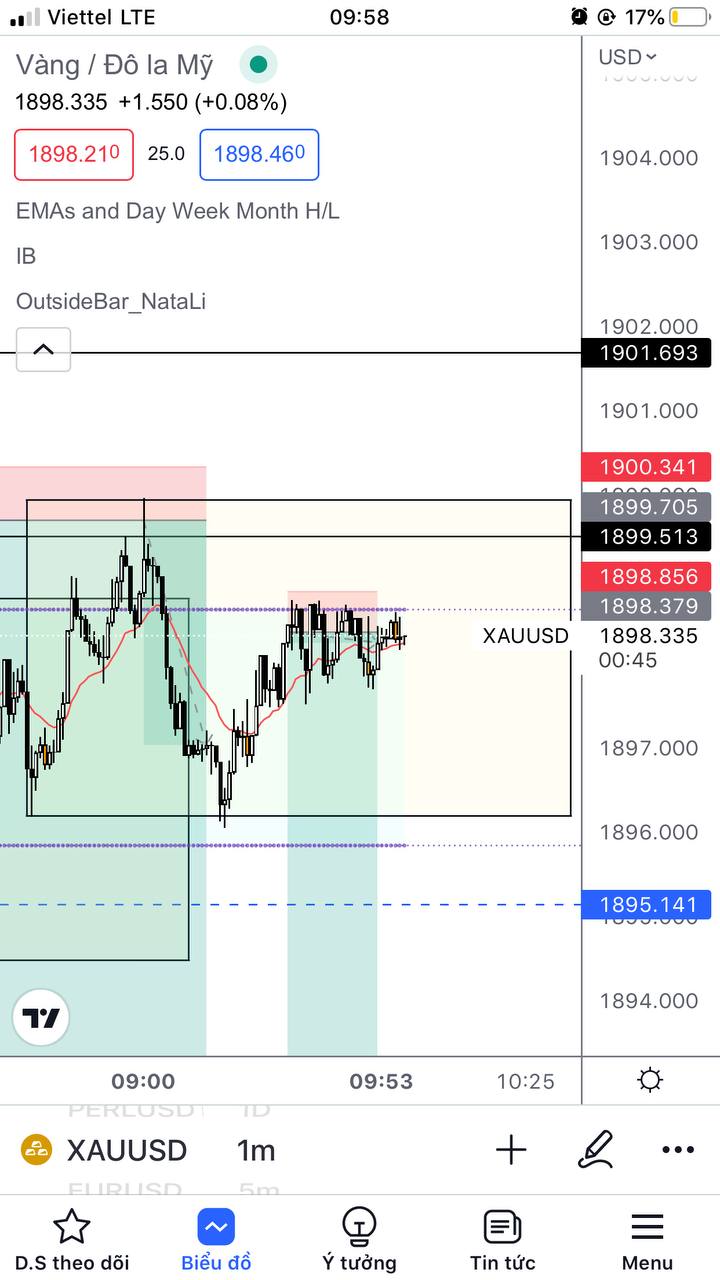 Viettel LTE 09:58 17%
Vàng / Đô la Mỹ USD
1898.335 +1.550 (+0.08%)
1898.210 25.0 1898.460
1904.000
EMAs and Day Week Month H/L
1903.000
IB
OutsideBar_NataLi
1902.000
1901.693
1901.000
1900.341
1899.705
1899.513
1898.856
1898.379
XAUUSD 1898.335
00:45
1897.000
1896.000
1895.141
1894.000
09:00 09:53 10:25
PERLUSD 1D
XAUUSD 1m
EURUSD 5m
D.S theo dõi Biểu đồ Ý tưởng Tin tức Menu